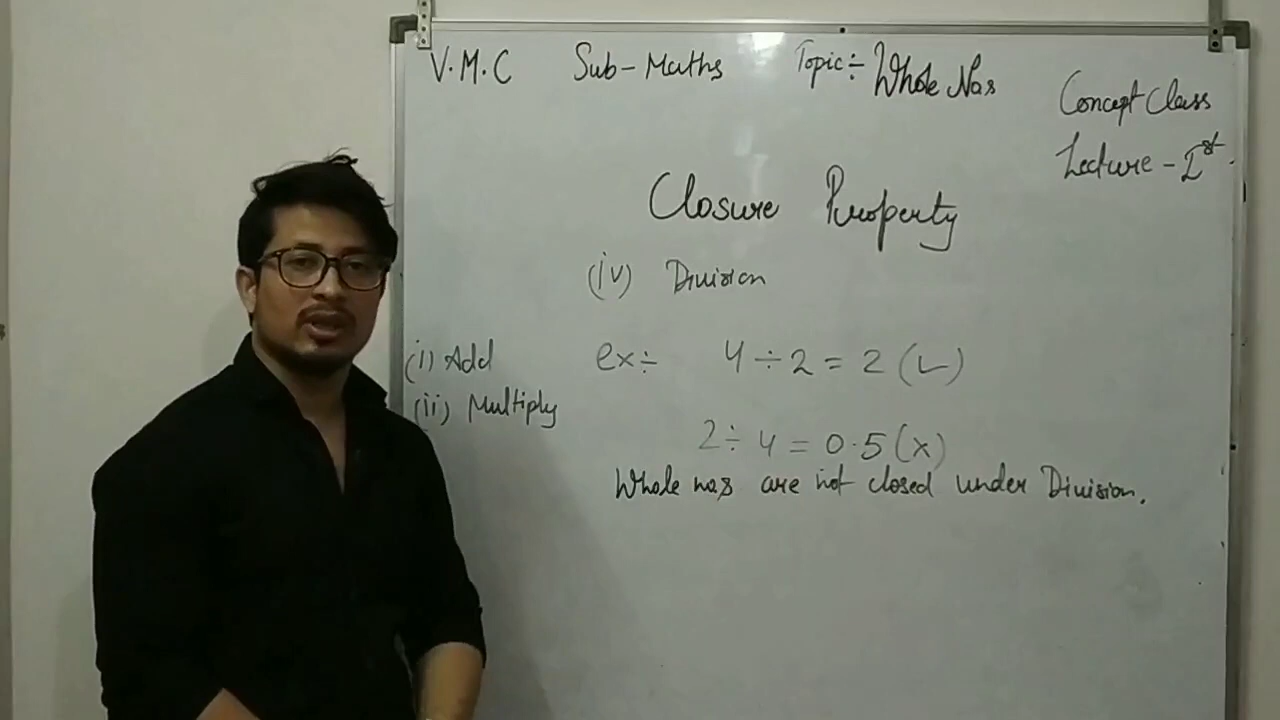 V.M.C Sub-Maths Topic÷ Whole Nos
Concept Class
Lecture - Ist.
Closure Property
(iv) Division
(i) Add
(ii) Multiply
ex÷ 4÷2 = 2 (✓)
2÷4 = 0.5(x)
Whole nos are not closed under Division.